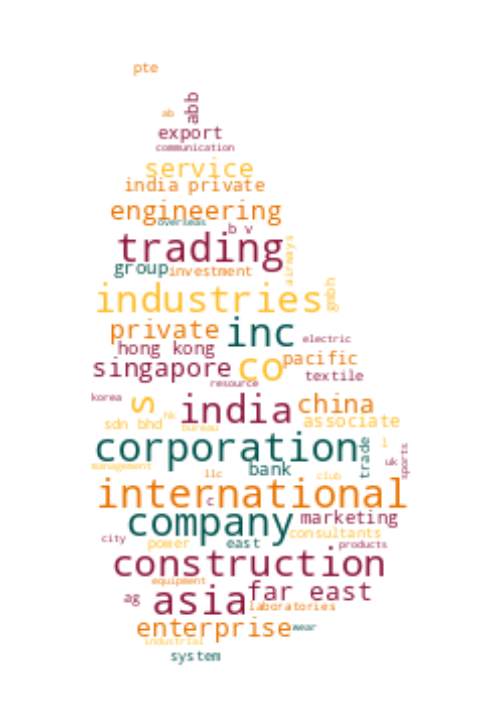 pte
ab
abb
export
communication
service
india private
engineering
overseas
b v
trading
airways
group
investment
industries
gmbh
private
inc
electric
hong kong
singapore
co
pacific
textile
resource
korea
s
hk
india
china
sdn bhd
bureau
associate
corporation
trade
l
uk
sports
management
bank
llc
club
international
c
company
marketing
city
power
east
consultants
products
construction
equipment
ag
asia
far east
laboratories
enterprise
wear
industrial
system